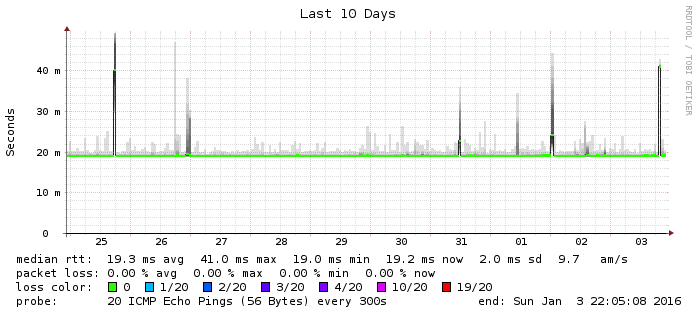 Last 10 Days
RRDTOOL / TOBI OETIKER
Seconds
40 m
30 m
20 m
10 m
0
25 26 27 28 29 30 31 01 02 03
median rtt: 19.3 ms avg 41.0 ms max 19.0 ms min 19.2 ms now 2.0 ms sd 9.7 am/s
packet loss: 0.00 % avg 0.00 % max 0.00 % min 0.00 % now
loss color: 0 1/20 2/20 3/20 4/20 10/20 19/20
probe: 20 ICMP Echo Pings (56 Bytes) every 300s end: Sun Jan 3 22:05:08 2016